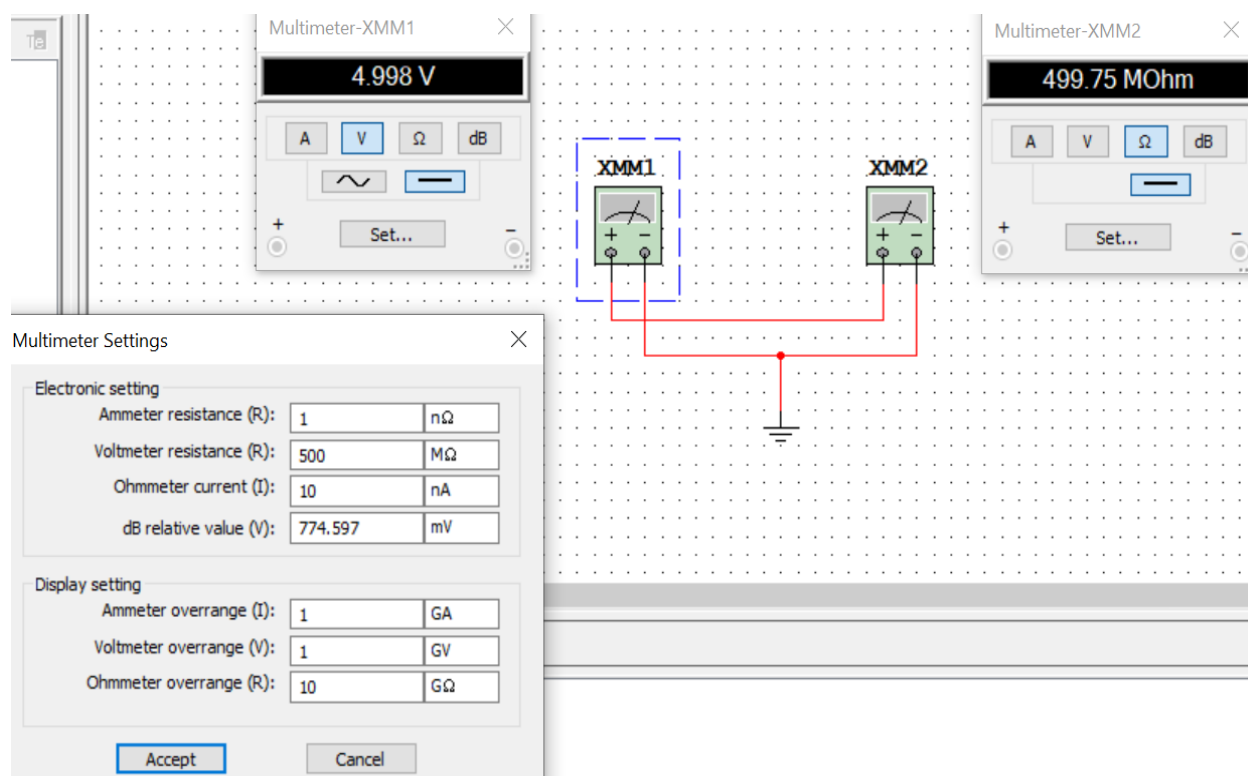 Te
Multimeter-XMM1
4.998 V
A V Ω dB
+ −
Set...
XMM1
+ −
XMM2
+ −
Multimeter-XMM2
499.75 MOhm
A V Ω dB
+ −
Set...
Multimeter Settings
Electronic setting
Ammeter resistance (R): 1 nΩ
Voltmeter resistance (R): 500 MΩ
Ohmmeter current (I): 10 nA
dB relative value (V): 774.597 mV
Display setting
Ammeter overrange (I): 1 GA
Voltmeter overrange (V): 1 GV
Ohmmeter overrange (R): 10 GΩ
Accept Cancel